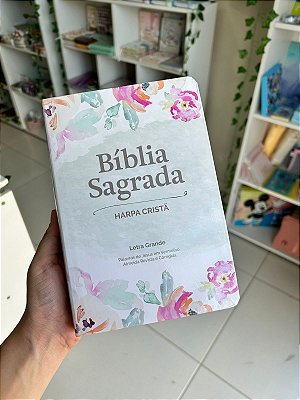 Bíblia
Sagrada
HARPA CRISTÃ
Letra Grande
Palavras de Jesus em vermelho
Almeida Revista e Corrigida